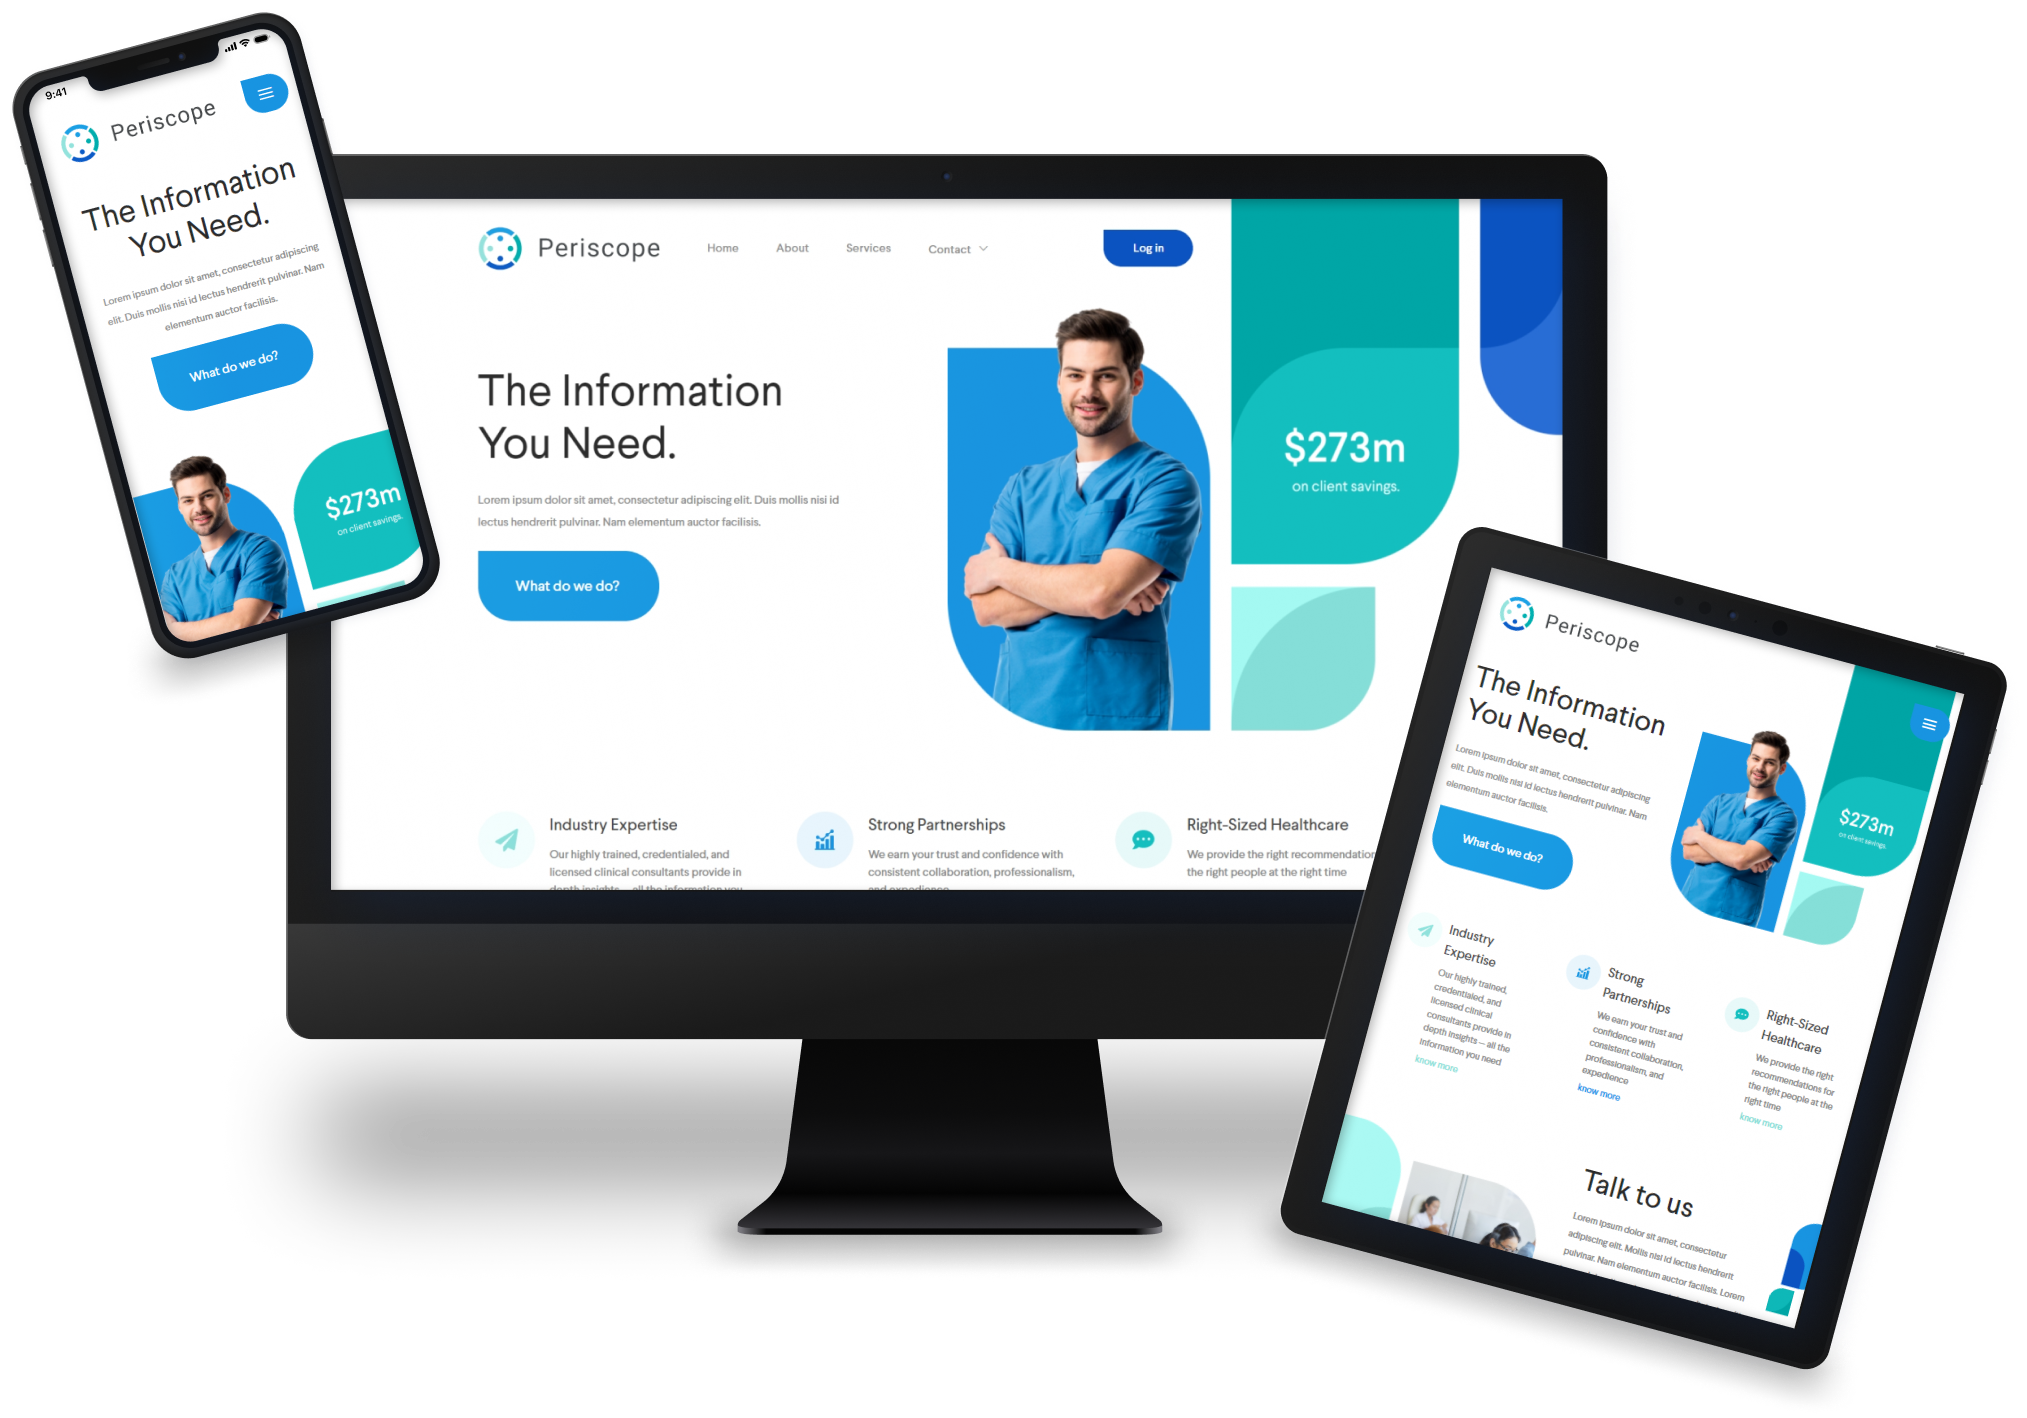 9:41
Periscope
The Information
You Need.
Lorem ipsum dolor sit amet, consectetur adipiscing
elit. Duis mollis nisi id lectus hendrerit pulvinar. Nam
elementum auctor facilisis.
What do we do?
$273m
on client savings.
Periscope
Home
About
Services
Contact
Log in
The Information
You Need.
Lorem ipsum dolor sit amet, consectetur adipiscing elit. Duis mollis nisi id
lectus hendrerit pulvinar. Nam elementum auctor facilisis.
What do we do?
$273m
on client savings.
Industry Expertise
Our highly trained, credentialed, and
licensed clinical consultants provide in
depth insights – all the information you
Strong Partnerships
We earn your trust and confidence with
consistent collaboration, professionalism,
and expedience
Right-Sized Healthcare
We provide the right recommendation
the right people at the right time
Periscope
The Information
You Need.
Lorem ipsum dolor sit amet, consectetur adipiscing
elit. Duis mollis nisi id lectus hendrerit pulvinar. Nam
elementum auctor facilisis.
What do we do?
$273m
on client savings.
Industry
Expertise
Our highly trained,
credentialed, and
licensed clinical
consultants provide in
depth insights – all the
information you need
know more
Strong
Partnerships
We earn your trust and
confidence with
consistent collaboration,
professionalism, and
expedience
know more
Right-Sized
Healthcare
We provide the right
recommendations for
the right people at the
right time
know more
Talk to us
Lorem ipsum dolor sit amet, consectetur
adipiscing elit. Mollis nisi id lectus hendrerit
pulvinar. Nam elementum auctor facilisis. Lorem